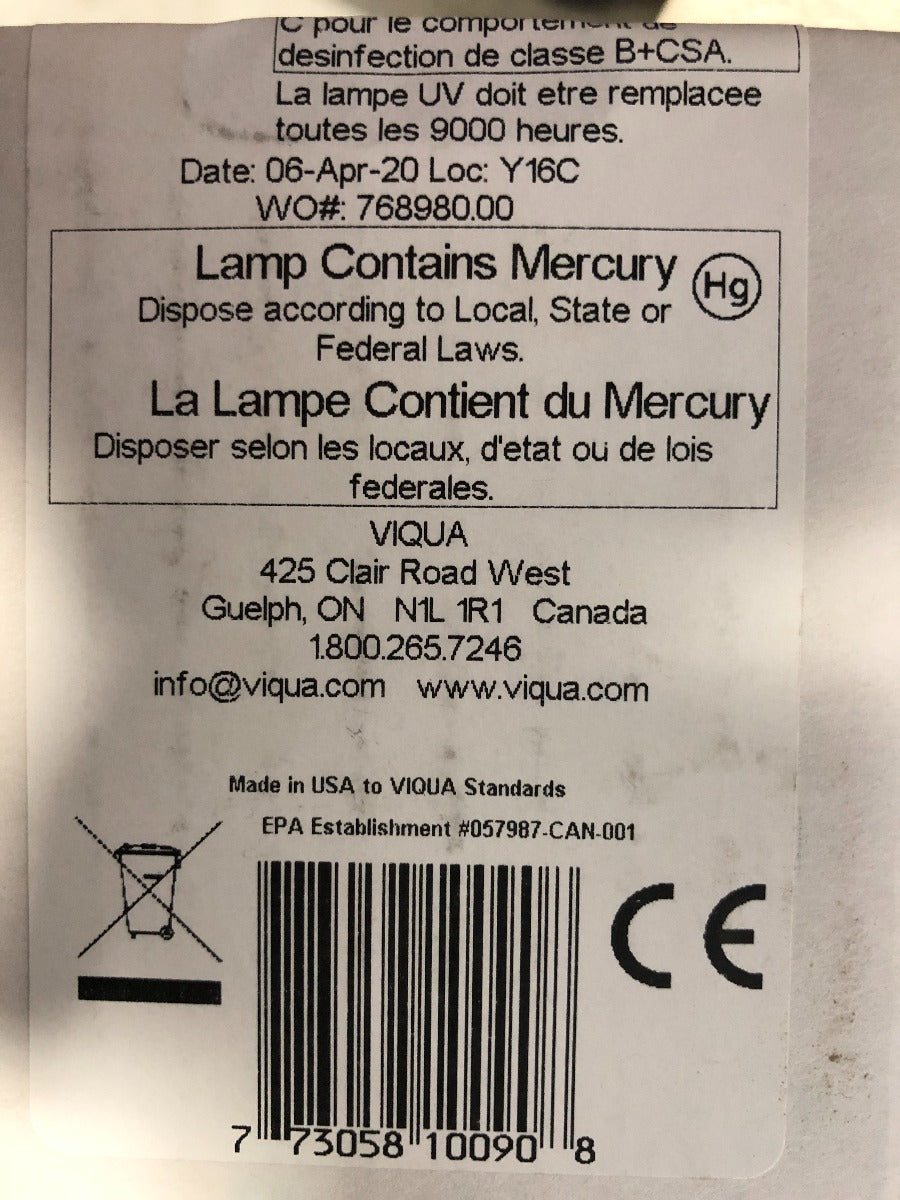 C pour le comportement de
desinfection de classe B+CSA.
La lampe UV doit etre remplacee
toutes les 9000 heures.
Date: 06-Apr-20 Loc: Y16C
WO#: 768980.00
Lamp Contains Mercury
Hg
Dispose according to Local, State or
Federal Laws.
La Lampe Contient du Mercury
Disposer selon les locaux, d'etat ou de lois
federales.
VIQUA
425 Clair Road West
Guelph, ON N1L 1R1 Canada
1.800.265.7246
info@viqua.com www.viqua.com
Made in USA to VIQUA Standards
EPA Establishment #057987-CAN-001
CE
7 73058 10090 8